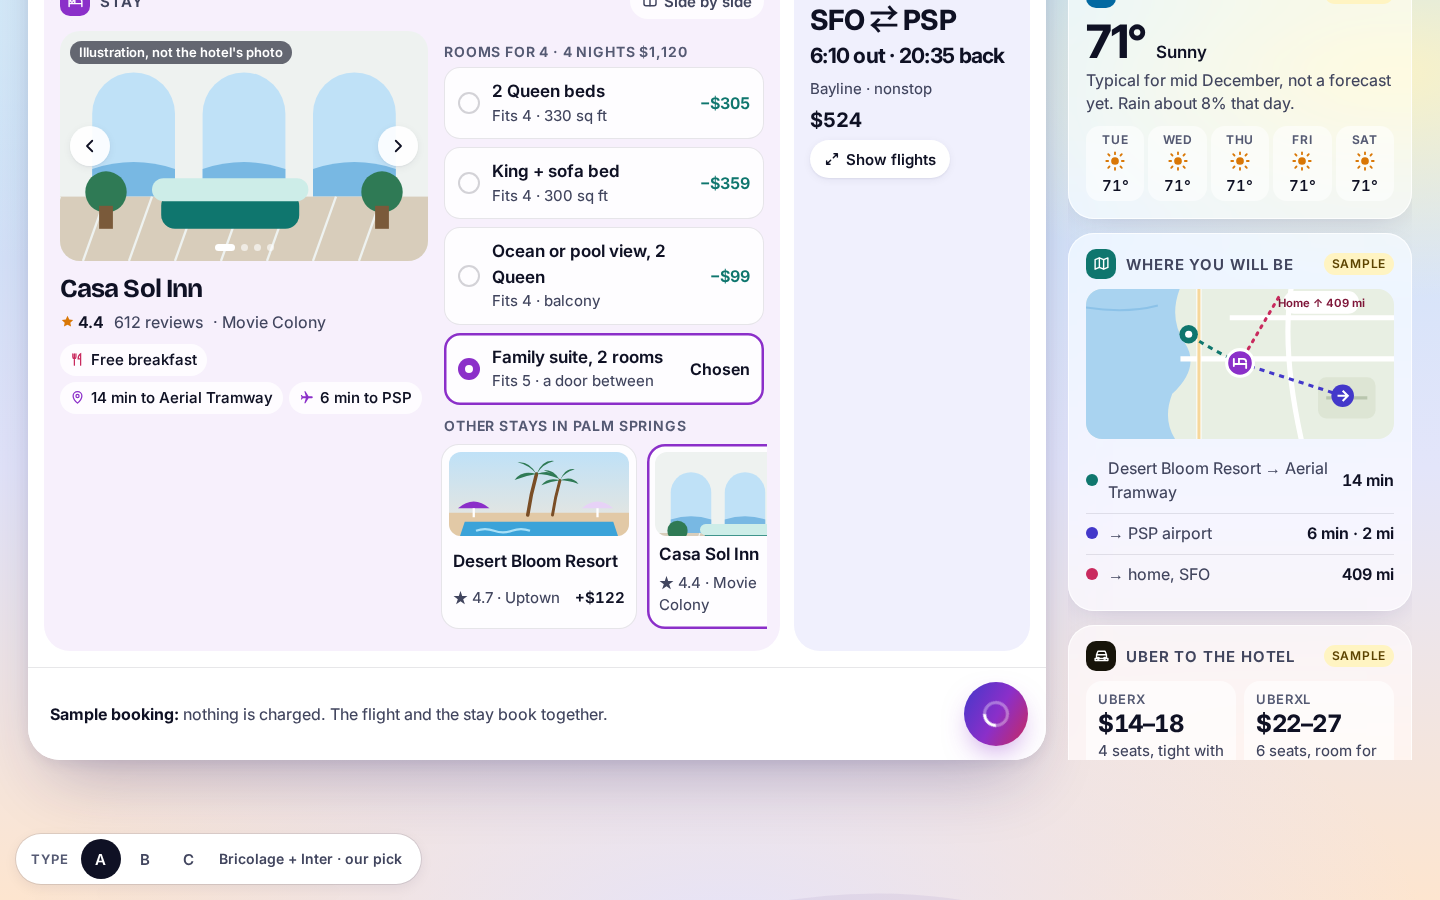 STAY
Side by side
Illustration, not the hotel's photo
Casa Sol Inn
★ 4.4 612 reviews · Movie Colony
Free breakfast
14 min to Aerial Tramway
6 min to PSP
ROOMS FOR 4 · 4 NIGHTS $1,120
2 Queen beds
Fits 4 · 330 sq ft
−$305
King + sofa bed
Fits 4 · 300 sq ft
−$359
Ocean or pool view, 2
Queen
Fits 4 · balcony
−$99
Family suite, 2 rooms
Fits 5 · a door between
Chosen
OTHER STAYS IN PALM SPRINGS
Desert Bloom Resort
★ 4.7 · Uptown
+$122
Casa Sol Inn
★ 4.4 · Movie
Colony
SFO ⇄ PSP
6:10 out · 20:35 back
Bayline · nonstop
$524
Show flights
Sample booking: nothing is charged. The flight and the stay book together.
71° Sunny
Typical for mid December, not a forecast
yet. Rain about 8% that day.
TUE WED THU FRI SAT
71° 71° 71° 71° 71°
WHERE YOU WILL BE
SAMPLE
Home ↑ 409 mi
Desert Bloom Resort → Aerial
Tramway
14 min
→ PSP airport
6 min · 2 mi
→ home, SFO
409 mi
UBER TO THE HOTEL
SAMPLE
UBERX
$14–18
4 seats, tight with
UBERXL
$22–27
6 seats, room for
TYPE A B C Bricolage + Inter · our pick